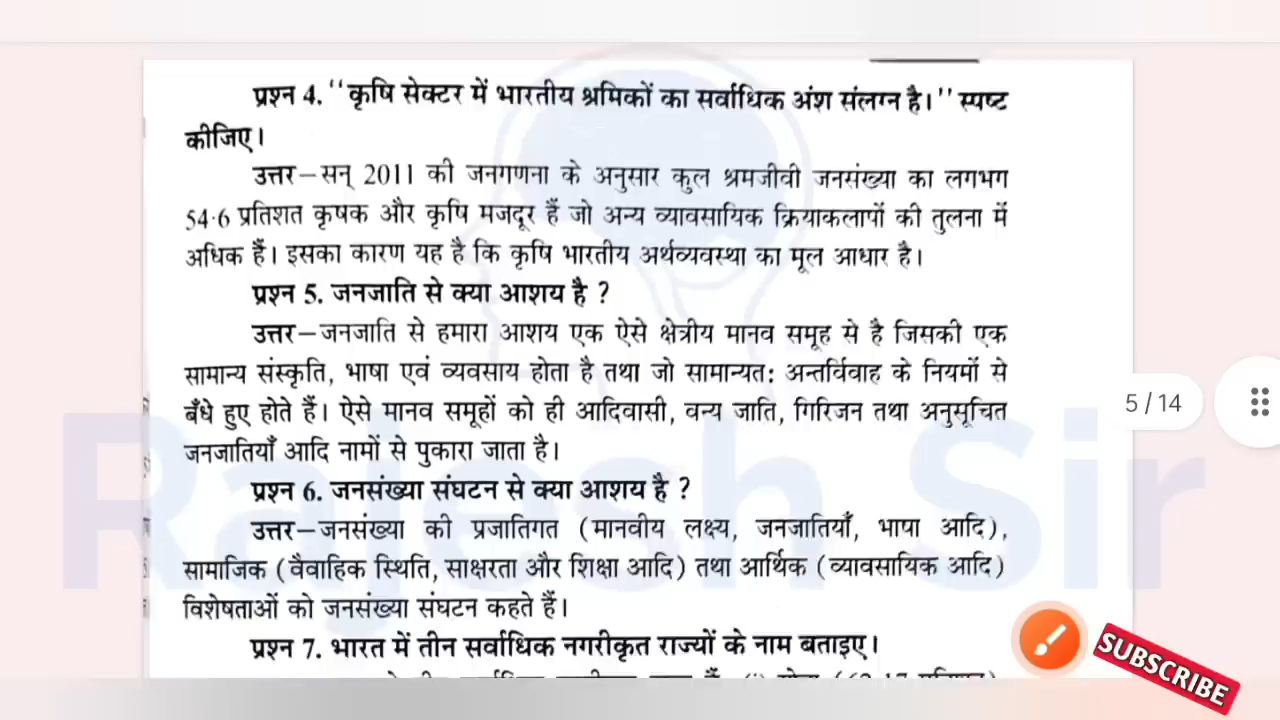 प्रश्न 4. ‘‘कृषि सेक्टर में भारतीय श्रमिकों का सर्वाधिक अंश संलग्न है।’’ स्पष्ट
कीजिए।
उत्तर–सन् 2011 की जनगणना के अनुसार कुल श्रमजीवी जनसंख्या का लगभग
54·6 प्रतिशत कृषक और कृषि मजदूर हैं जो अन्य व्यावसायिक क्रियाकलापों की तुलना में
अधिक हैं। इसका कारण यह है कि कृषि भारतीय अर्थव्यवस्था का मूल आधार है।
प्रश्न 5. जनजाति से क्या आशय है ?
उत्तर–जनजाति से हमारा आशय एक ऐसे क्षेत्रीय मानव समूह से है जिसकी एक
सामान्य संस्कृति, भाषा एवं व्यवसाय होता है तथा जो सामान्यत: अन्तर्विवाह के नियमों से
बँधे हुए होते हैं। ऐसे मानव समूहों को ही आदिवासी, वन्य जाति, गिरिजन तथा अनुसूचित
5 / 14
जनजातियाँ आदि नामों से पुकारा जाता है।
प्रश्न 6. जनसंख्या संघटन से क्या आशय है ?
उत्तर–जनसंख्या की प्रजातिगत (मानवीय लक्ष्य, जनजातियाँ, भाषा आदि),
सामाजिक (वैवाहिक स्थिति, साक्षरता और शिक्षा आदि) तथा आर्थिक (व्यावसायिक आदि)
विशेषताओं को जनसंख्या संघटन कहते हैं।
प्रश्न 7. भारत में तीन सर्वाधिक नगरीकृत राज्यों के नाम बताइए।
Rajesh Sir
SUBSCRIBE